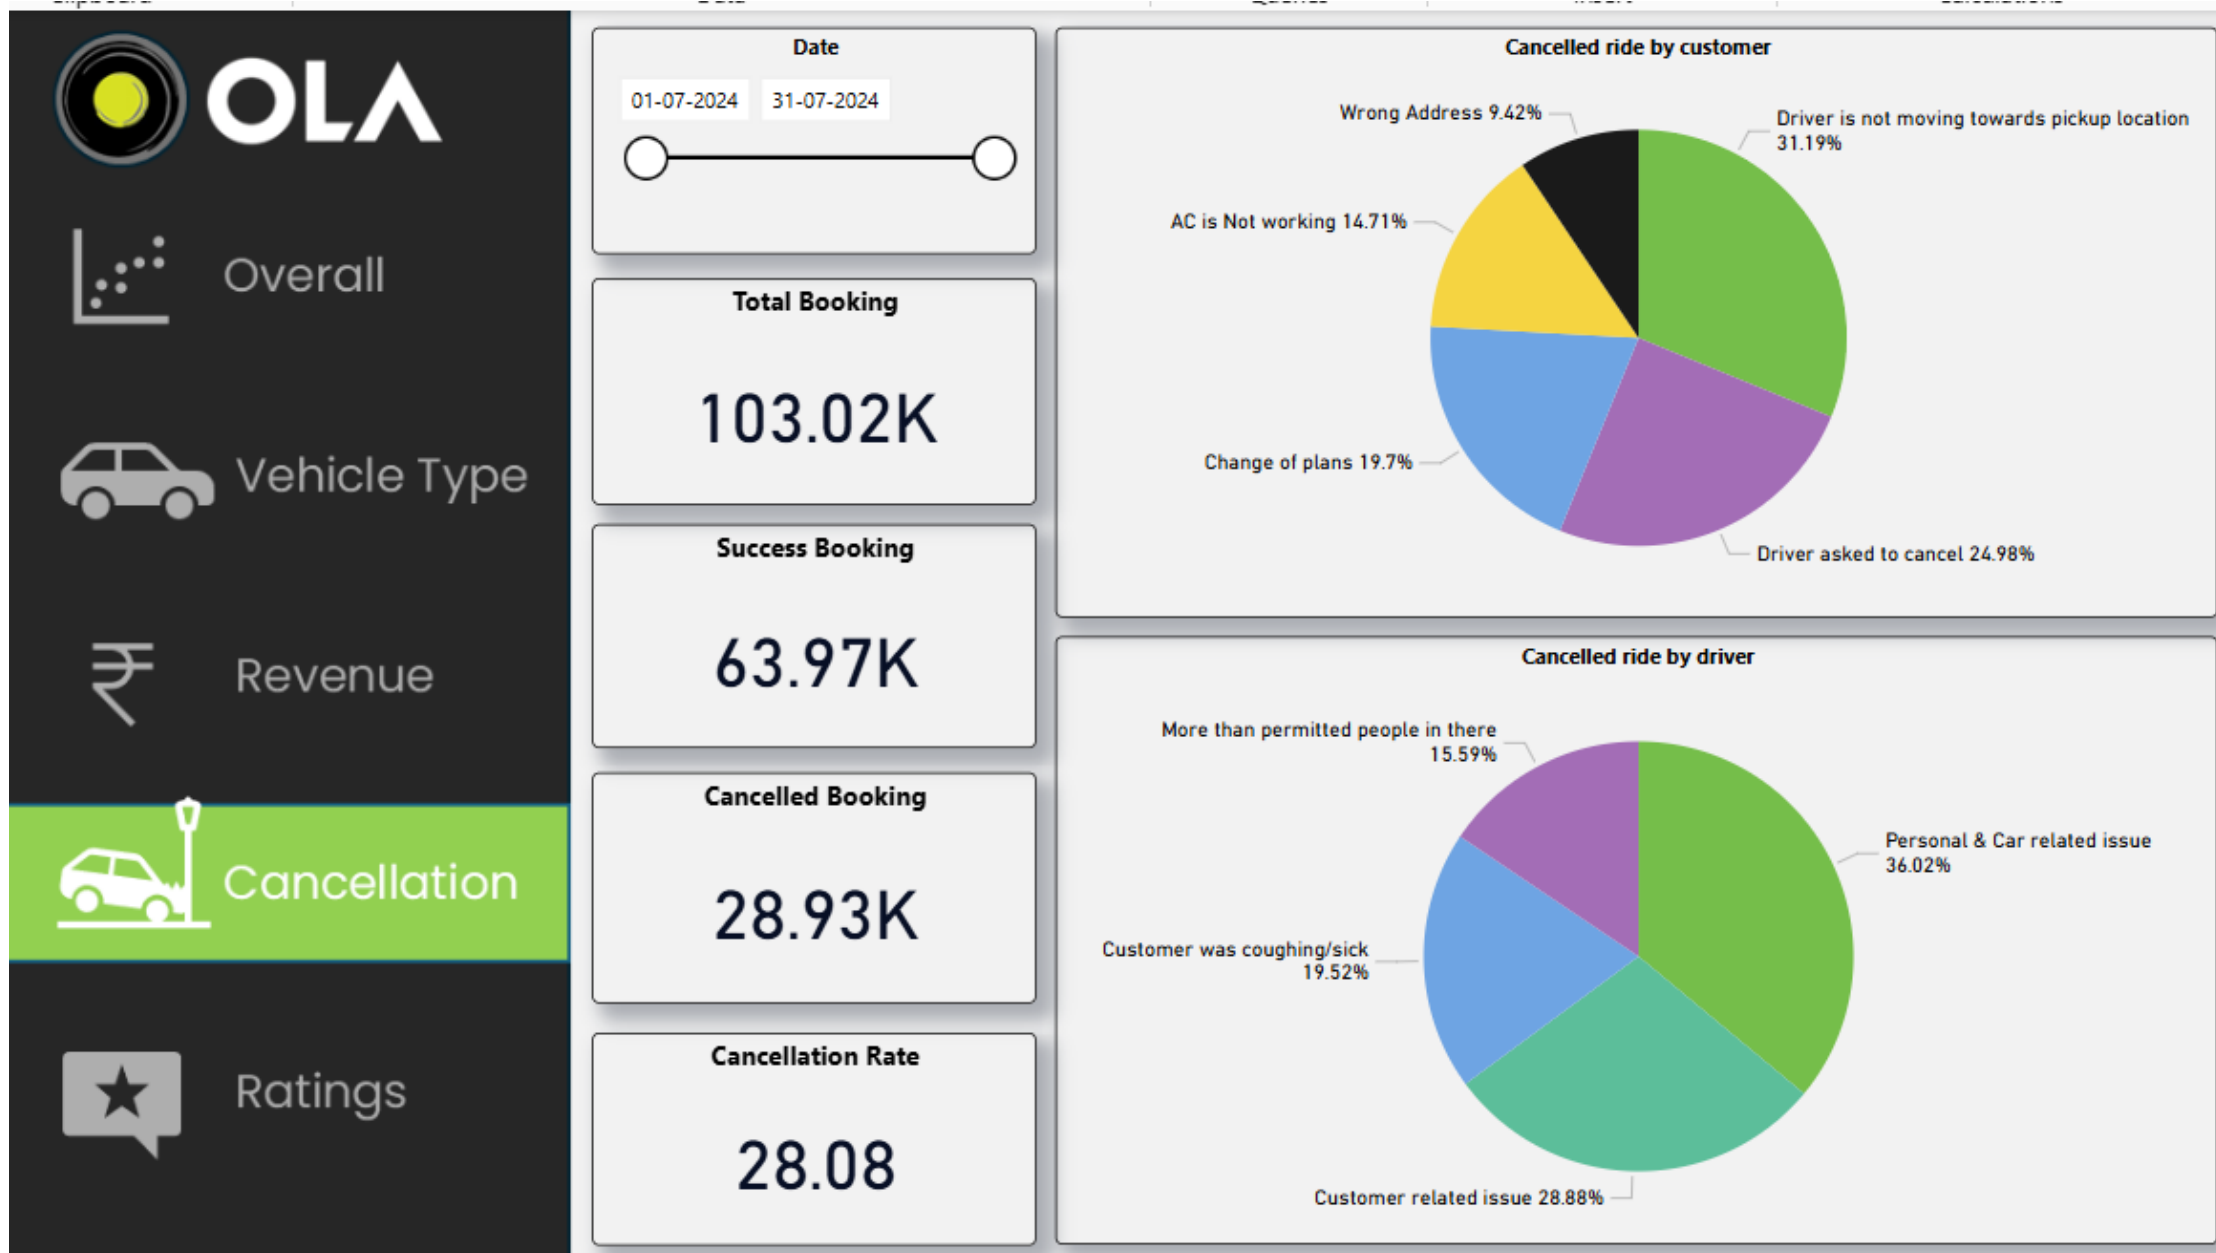 OLA
Overall
Vehicle Type
Revenue
Cancellation
Ratings
Date
01-07-2024 31-07-2024
Total Booking
103.02K
Success Booking
63.97K
Cancelled Booking
28.93K
Cancellation Rate
28.08
Cancelled ride by customer
Wrong Address 9.42%
Driver is not moving towards pickup location
31.19%
AC is Not working 14.71%
Change of plans 19.7%
Driver asked to cancel 24.98%
Cancelled ride by driver
More than permitted people in there
15.59%
Personal & Car related issue
36.02%
Customer was coughing/sick
19.52%
Customer related issue 28.88%